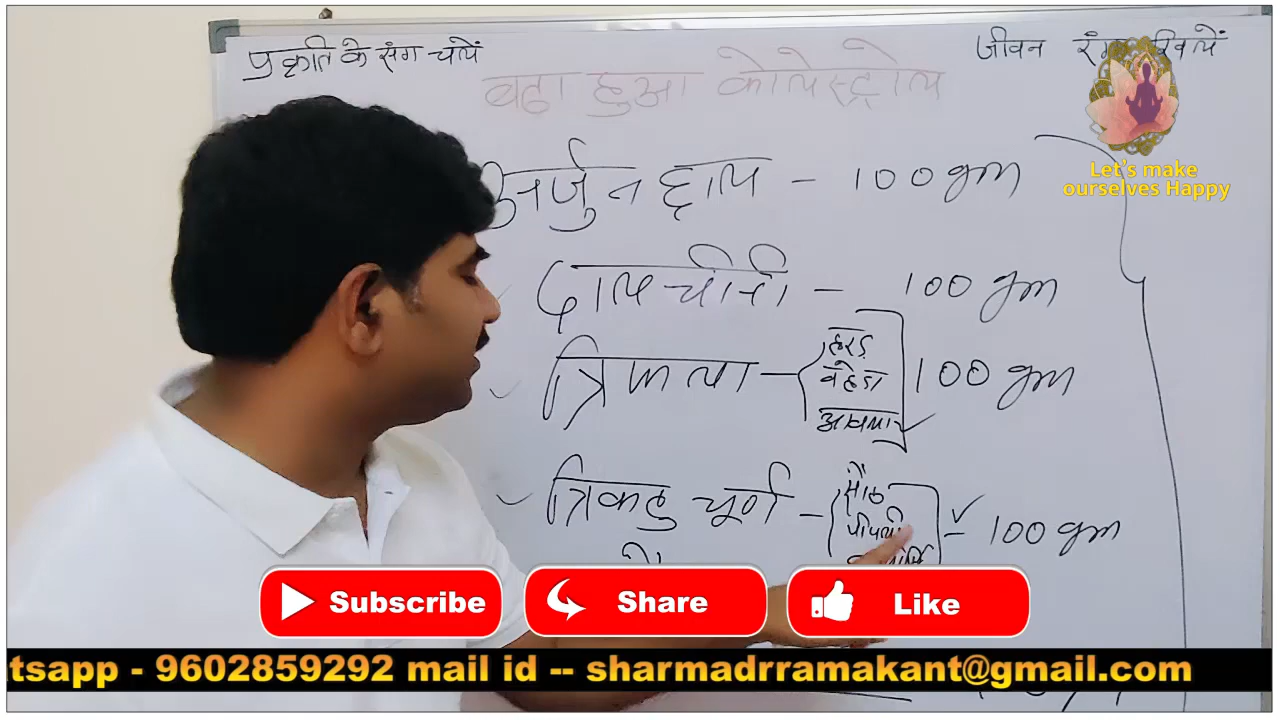 प्रकृति के संग चलें
जीवन
बढा हुआ कोलेस्ट्रोल
Let's make
ourselves Happy
अर्जुन छाल - 100 gm
दालचीनी - 100 gm
हरड़
त्रिफला - बहेडा 100 gm
आंवला
सौंठ
त्रिकटु चूर्ण - पीपली - 100 gm
Subscribe
Share
Like
tsapp - 9602859292 mail id -- sharmadrramakant@gmail.com